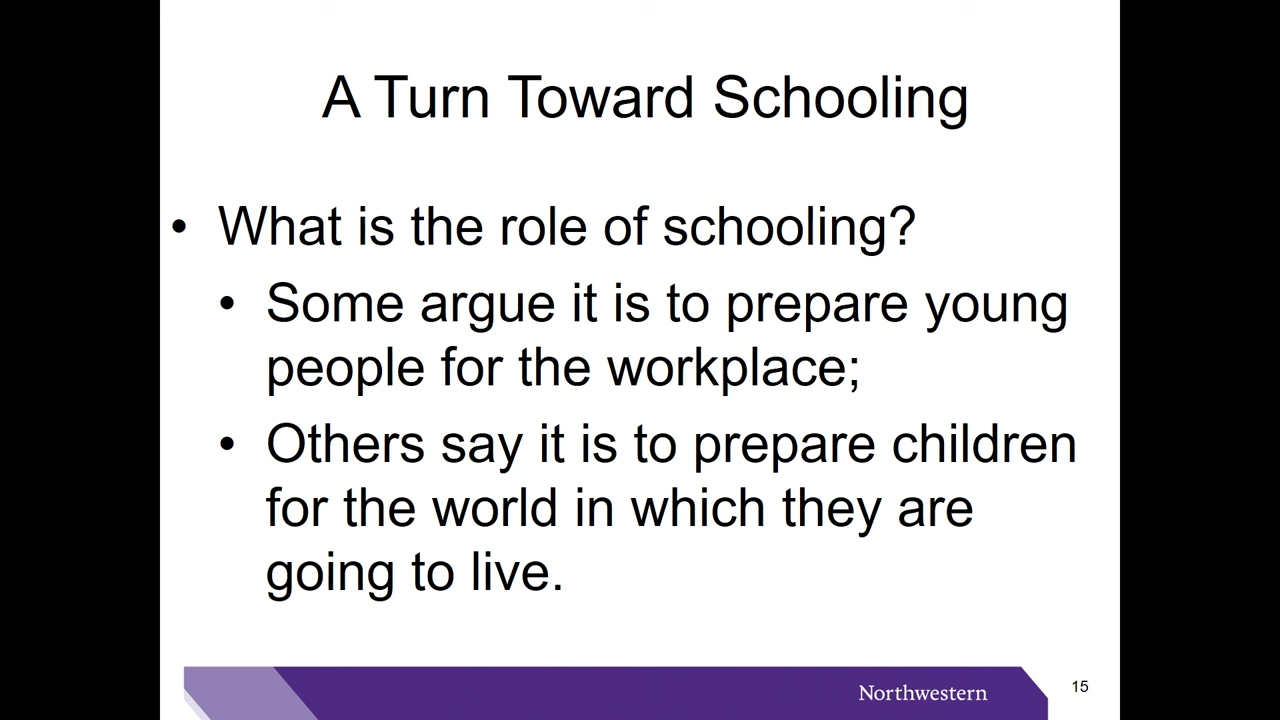 A Turn Toward Schooling
• What is the role of schooling?
• Some argue it is to prepare young
people for the workplace;
• Others say it is to prepare children
for the world in which they are
going to live.
Northwestern
15